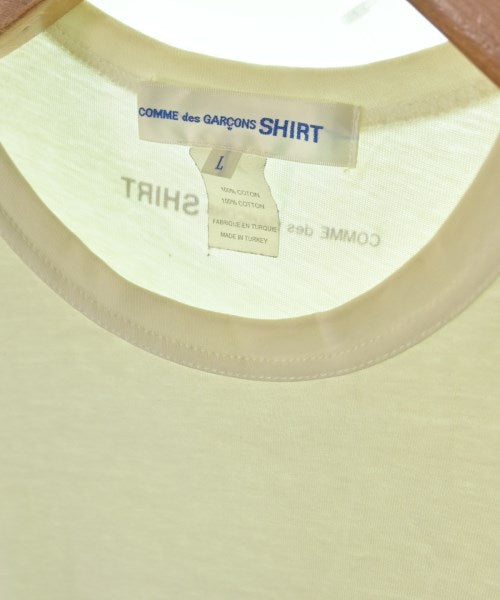 COMME des GARÇONS SHIRT
L
100% COTON
100% COTTON
FABRIQUE EN TURQUIE
MADE IN TURKEY
COMME des SHIRT